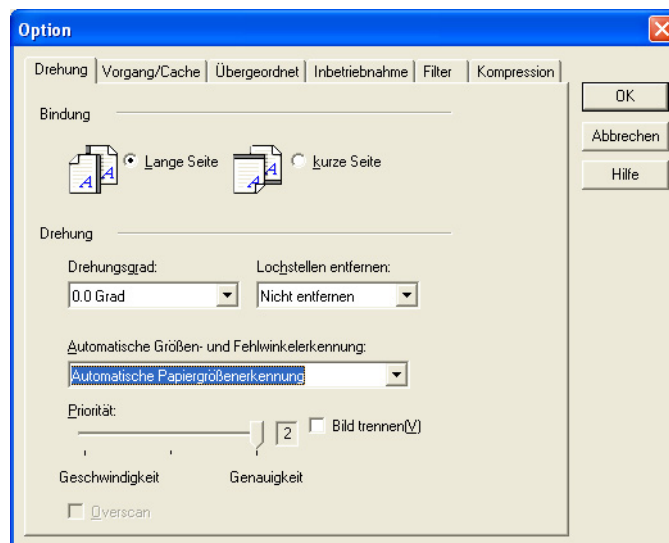 Option
Drehung Vorgang/Cache Übergeordnet Inbetriebnahme Filter Kompression
OK
Abbrechen
Hilfe
Bindung
A A Lange Seite A A kurze Seite
Drehung
Drehungsgrad: Lochstellen entfernen:
0.0 Grad Nicht entfernen
Automatische Größen- und Fehlwinkelerkennung:
Automatische Papiergrößenerkennung
Priorität:
2 Bild trennen(V)
Geschwindigkeit Genauigkeit
Overscan